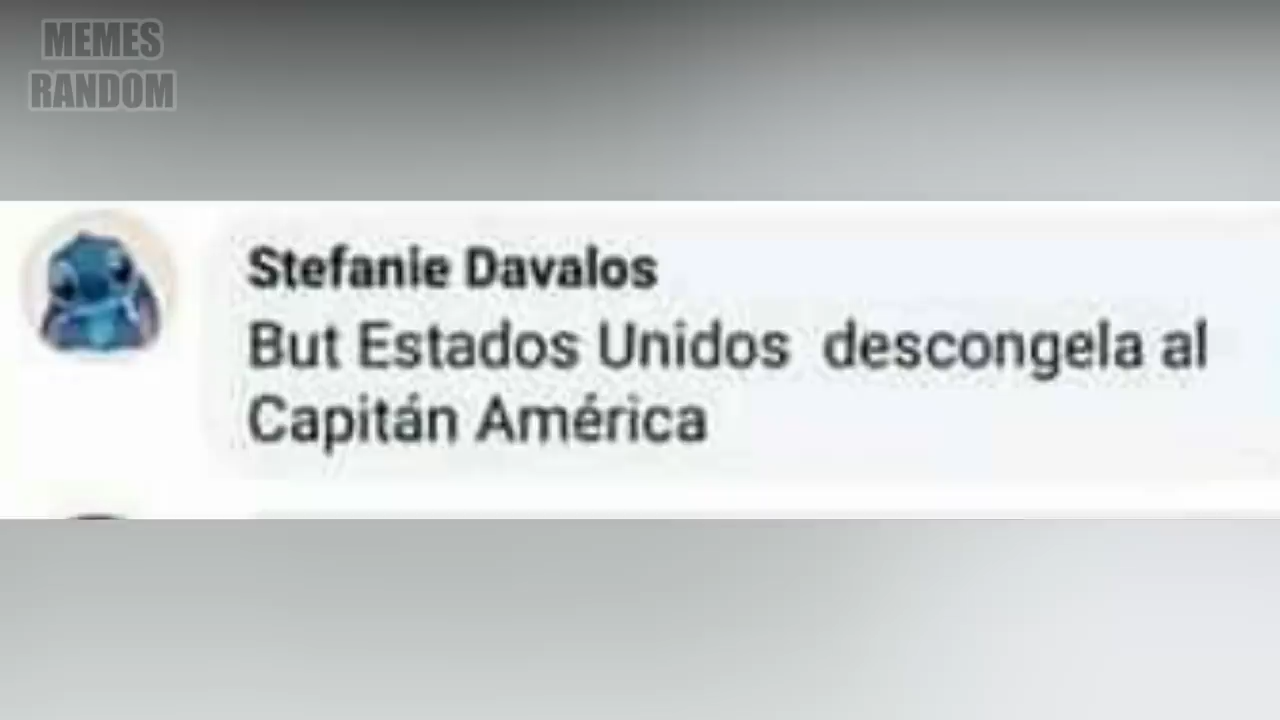 MEMES
RANDOM
Stefanie Davalos
But Estados Unidos descongela al
Capitán América